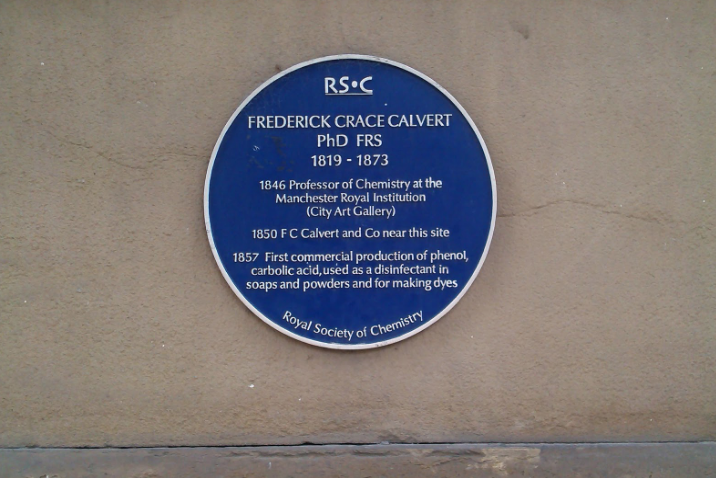 RS•C
FREDERICK CRACE CALVERT
PhD FRS
1819 - 1873
1846 Professor of Chemistry at the
Manchester Royal Institution
(City Art Gallery)
1850 F C Calvert and Co near this site
1857 First commercial production of phenol,
carbolic acid, used as a disinfectant in
soaps and powders and for making dyes
Royal Society of Chemistry